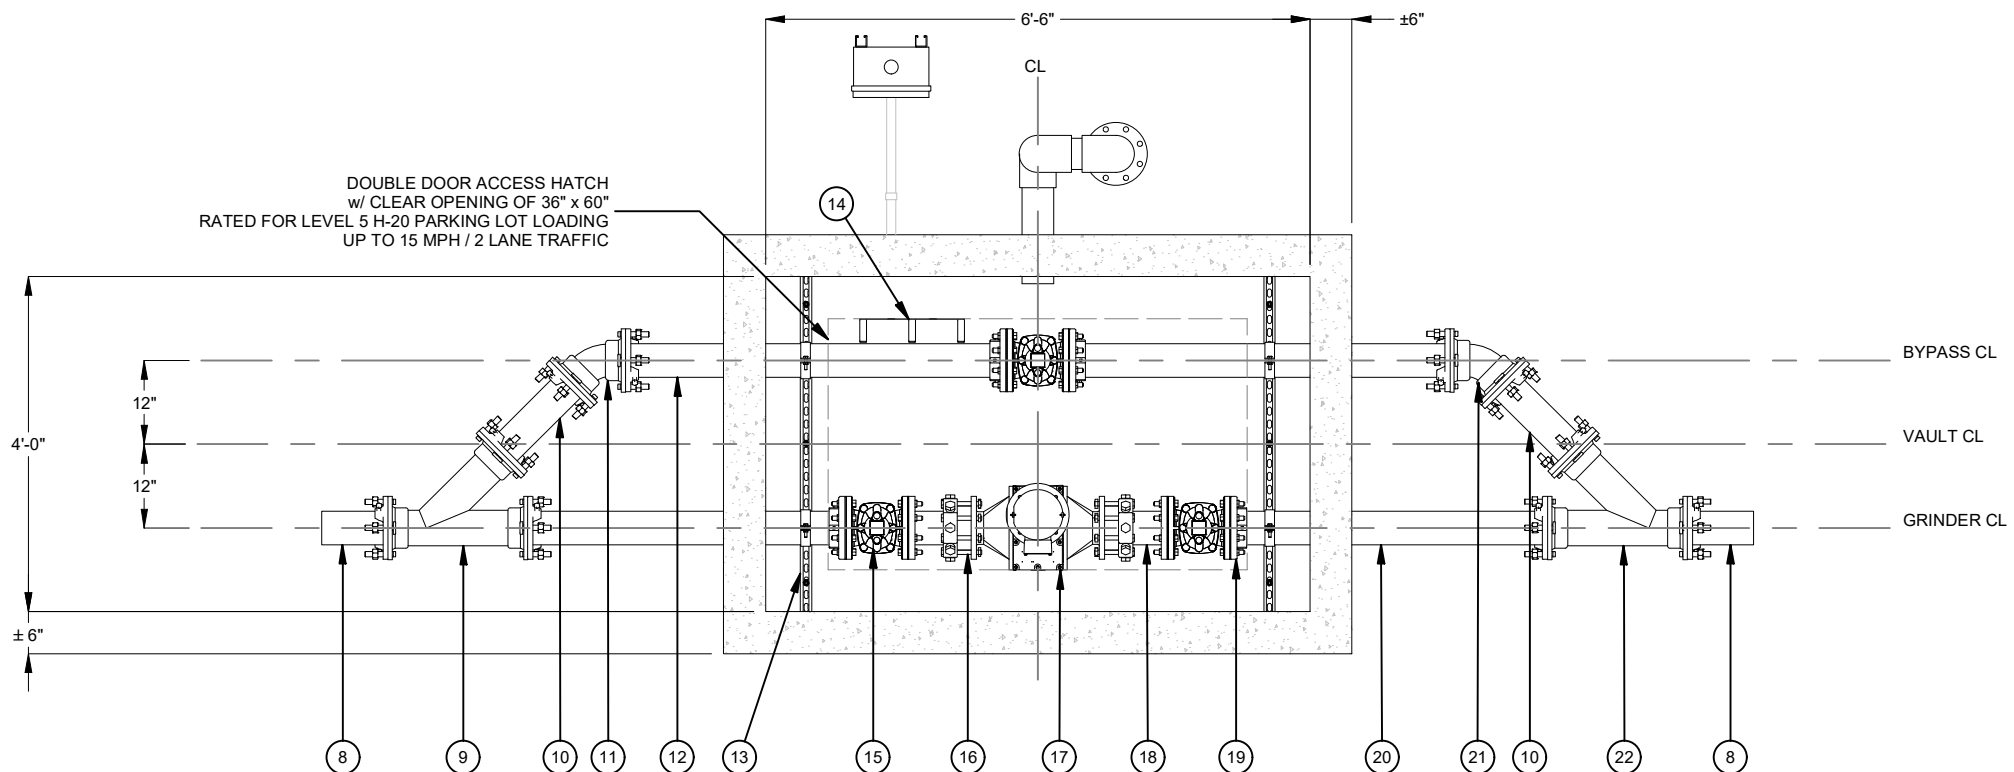 6'-6"
±6"
CL
DOUBLE DOOR ACCESS HATCH
w/ CLEAR OPENING OF 36" x 60"
RATED FOR LEVEL 5 H-20 PARKING LOT LOADING
UP TO 15 MPH / 2 LANE TRAFFIC
14
BYPASS CL
12"
4'-0"
VAULT CL
12"
GRINDER CL
± 6"
8
9
10
11
12
13
15
16
17
18
19
20
21
10
22
8